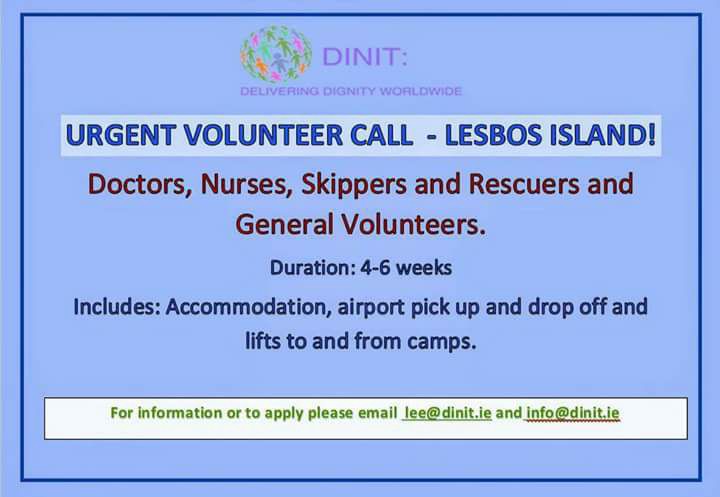 DINIT:
DELIVERING DIGNITY WORLDWIDE
URGENT VOLUNTEER CALL - LESBOS ISLAND!
Doctors, Nurses, Skippers and Rescuers and
General Volunteers.
Duration: 4-6 weeks
Includes: Accommodation, airport pick up and drop off and
lifts to and from camps.
For information or to apply please email lee@dinit.ie and info@dinit.ie